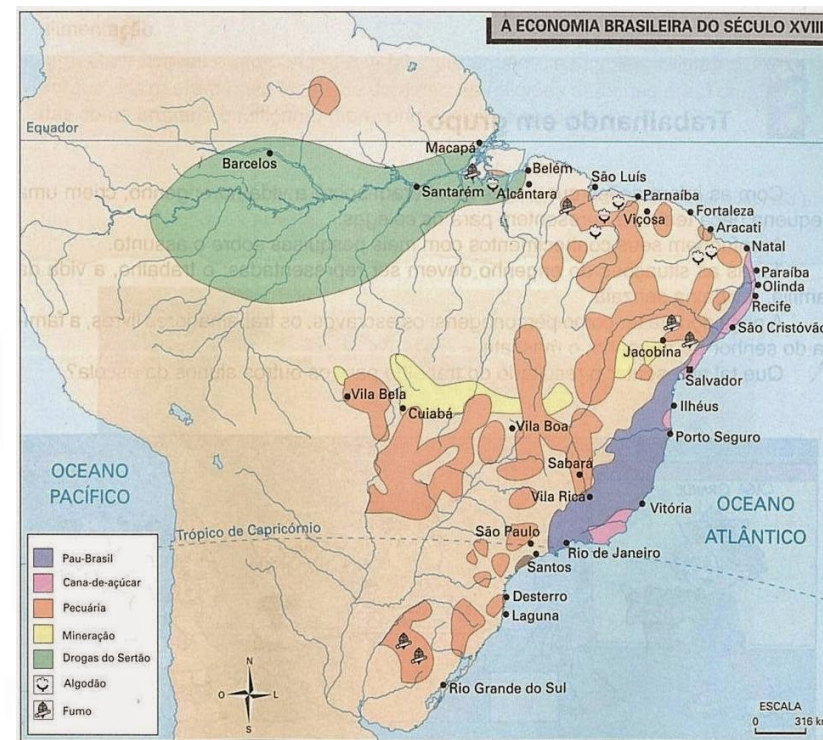 A ECONOMIA BRASILEIRA DO SÉCULO XVIII
Trabalhando em grupo
Equador
Macapá
Barcelos
Belém
São Luís
Santarém
Alcântara
Parnaíba
Viçosa
Fortaleza
Aracati
Natal
Paraíba
Olinda
Recife
São Cristóvão
Jacobina
Salvador
Vila Bela
Cuiabá
Ilhéus
Vila Boa
Porto Seguro
Sabará
OCEANO
PACÍFICO
Vila Rica
Vitória
OCEANO
ATLÂNTICO
Trópico de Capricórnio
São Paulo
Rio de Janeiro
Santos
Desterro
Laguna
Rio Grande do Sul
Pau-Brasil
Cana-de-açúcar
Pecuária
Mineração
Drogas do Sertão
Algodão
Fumo
N
O
L
S
ESCALA
0 316 km